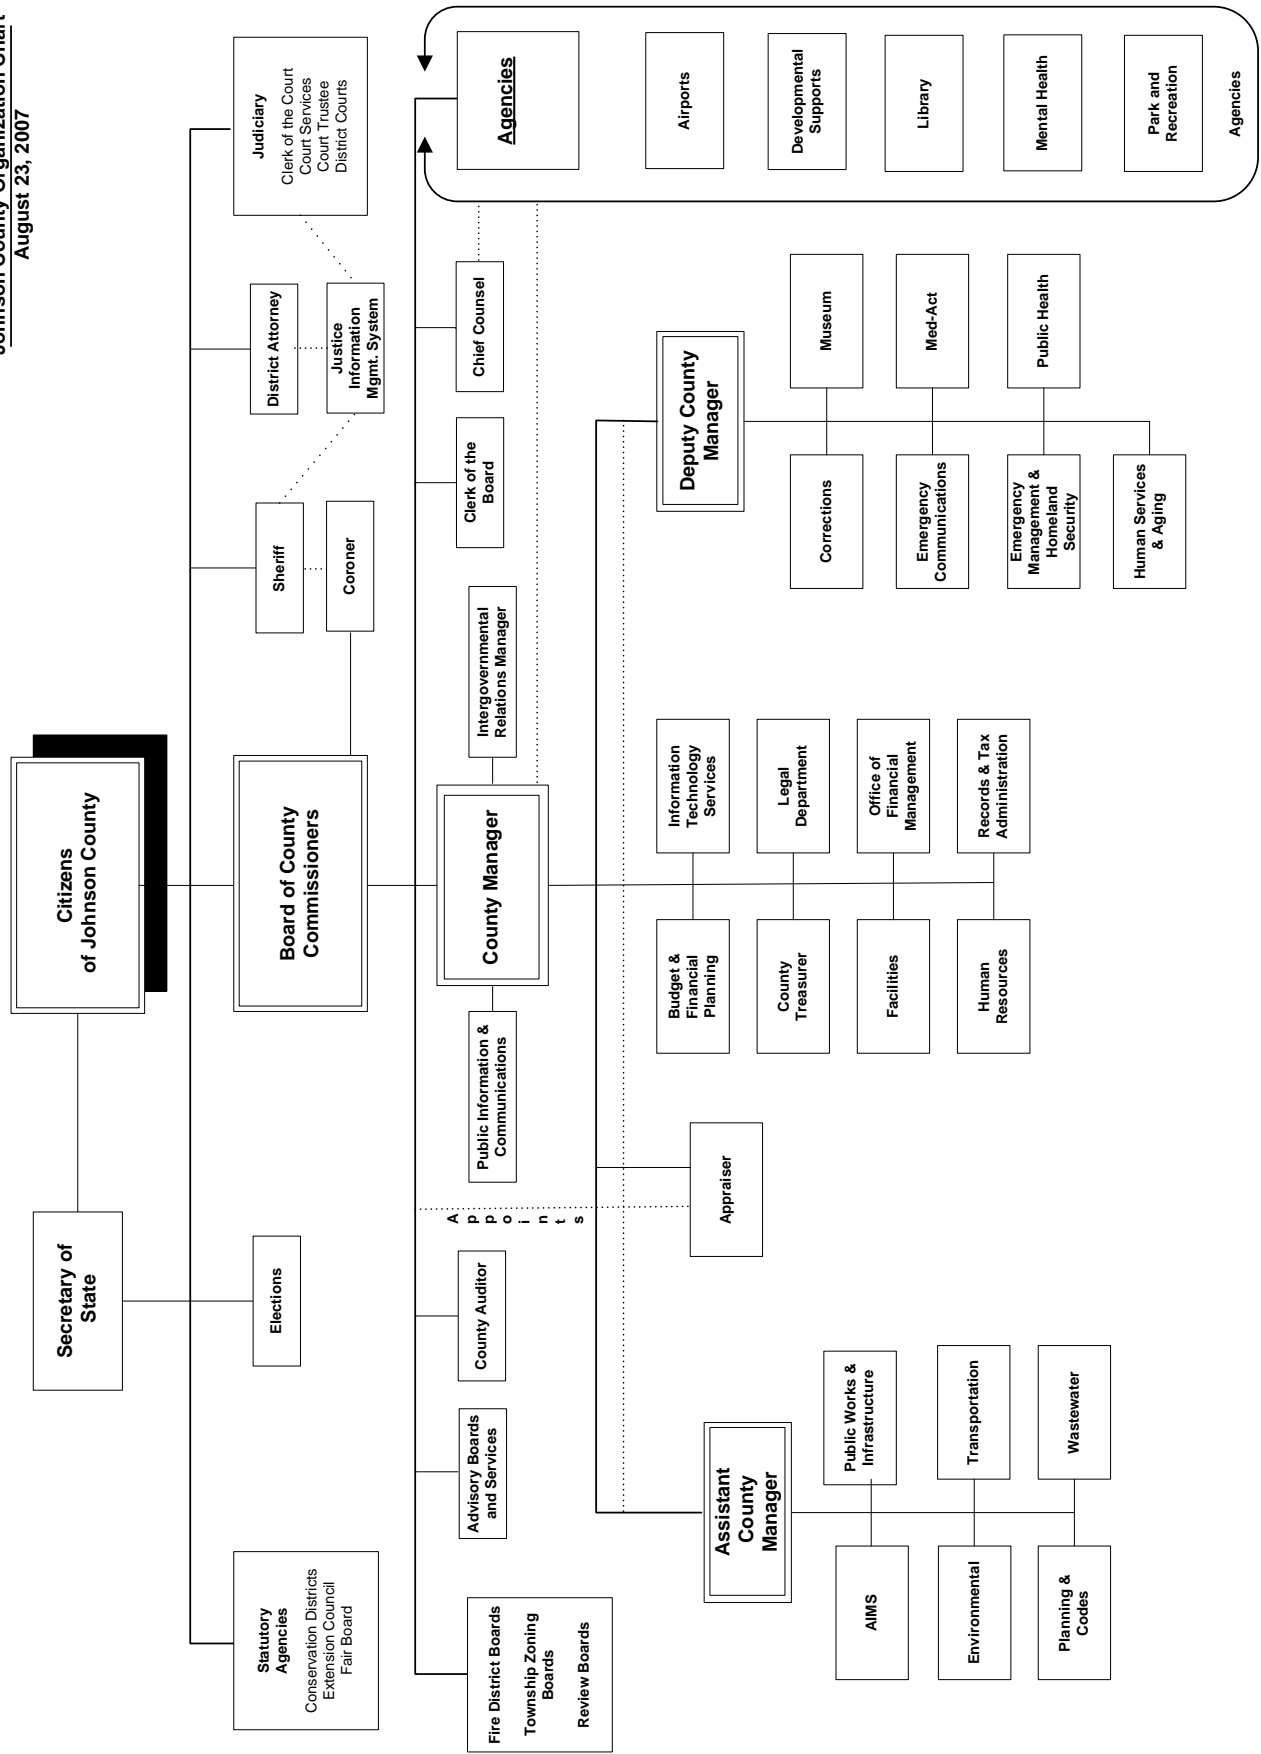 Johnson County Organization Chart
August 23, 2007
Citizens
of Johnson County
Secretary of
State
Statutory
Agencies
Conservation Districts
Extension Council
Fair Board
Elections
Board of County
Commissioners
Sheriff
Coroner
District Attorney
Justice
Information
Mgmt. System
Judiciary
Clerk of the Court
Court Services
Court Trustee
District Courts
Fire District Boards
Township Zoning
Boards
Review Boards
Advisory Boards
and Services
County Auditor
A
p
p
o
i
n
t
s
Public Information &
Communications
County Manager
Intergovernmental
Relations Manager
Clerk of the
Board
Chief Counsel
Agencies
Airports
Developmental
Supports
Library
Mental Health
Park and
Recreation
Agencies
Assistant
County
Manager
AIMS
Public Works &
Infrastructure
Environmental
Transportation
Planning &
Codes
Wastewater
Appraiser
Budget &
Financial
Planning
Information
Technology
Services
County
Treasurer
Legal
Department
Facilities
Office of
Financial
Management
Human
Resources
Records & Tax
Administration
Deputy County
Manager
Corrections
Museum
Emergency
Communications
Med-Act
Emergency
Management &
Homeland
Security
Public Health
Human Services
& Aging